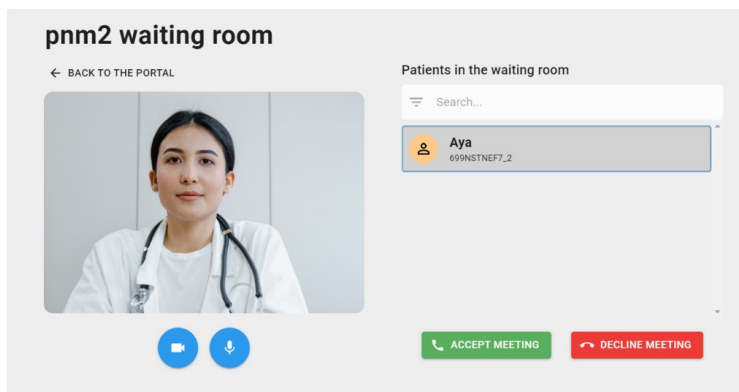 pnm2 waiting room
BACK TO THE PORTAL
Patients in the waiting room
Search...
Aya
699NSTNEF7_2
ACCEPT MEETING
DECLINE MEETING